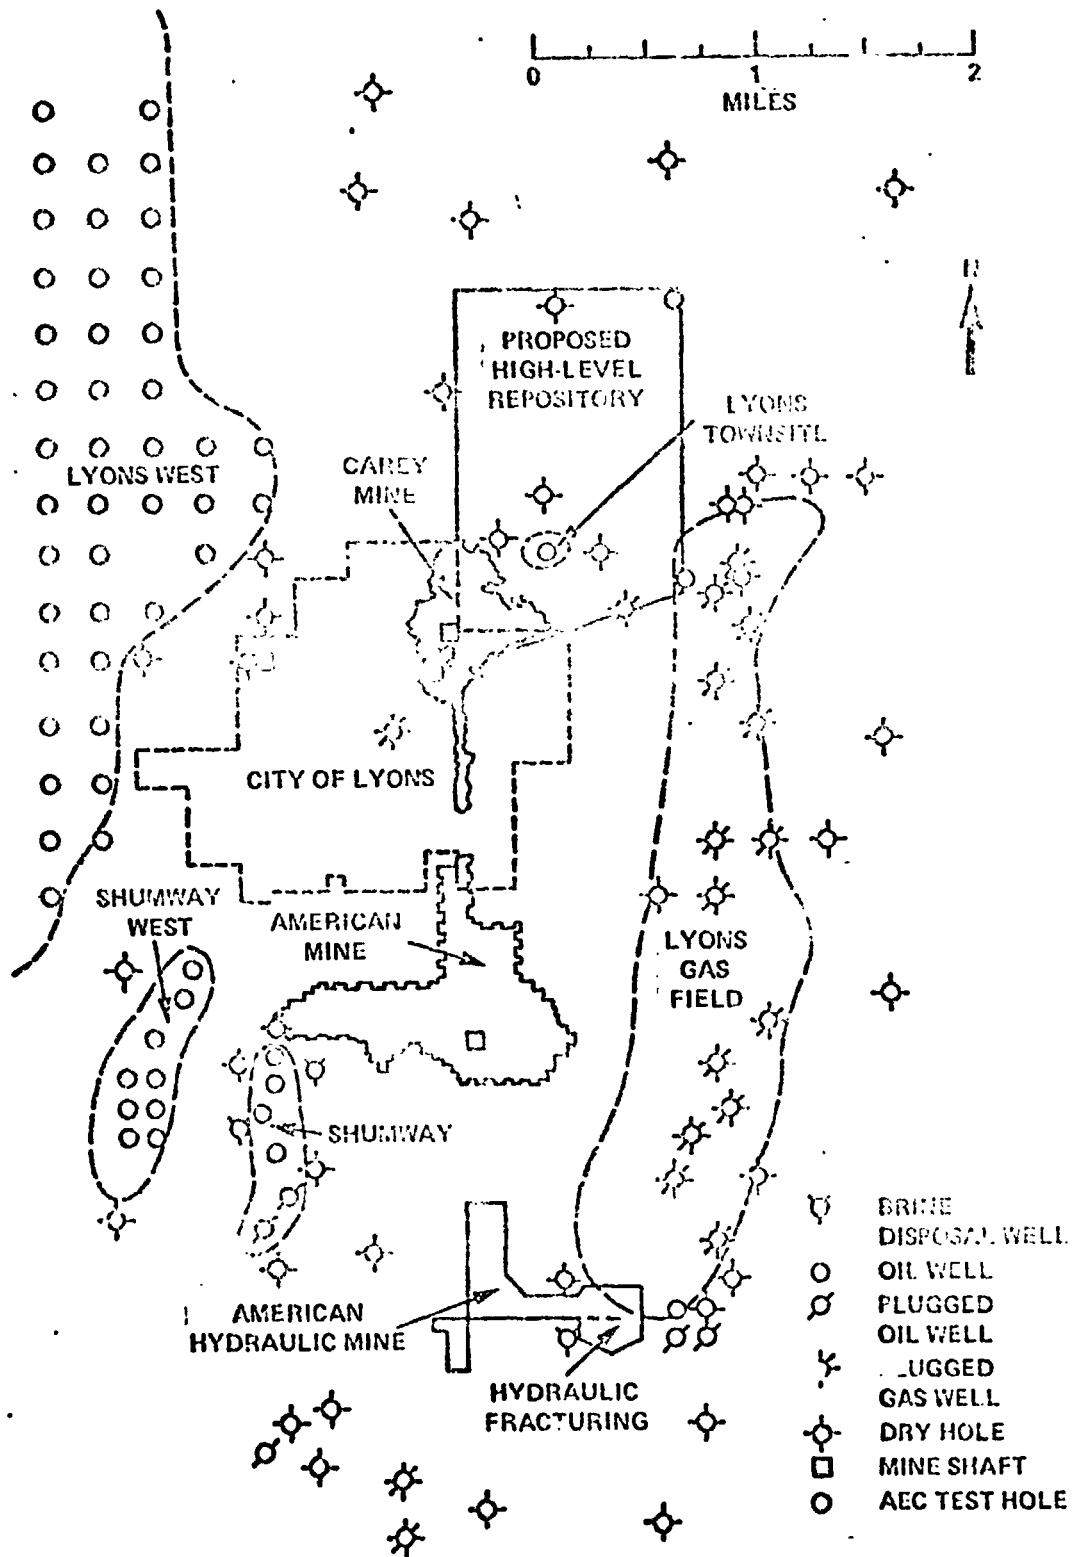 0
1
2
MILES
N
PROPOSED
HIGH-LEVEL
REPOSITORY
LYONS
TOWNSITE
LYONS WEST
CAREY
MINE
CITY OF LYONS
SHUMWAY
WEST
AMERICAN
MINE
LYONS
GAS
FIELD
SHUMWAY
AMERICAN
HYDRAULIC MINE
HYDRAULIC
FRACTURING
BRINE
DISPOSAL WELL
OIL WELL
PLUGGED
OIL WELL
PLUGGED
GAS WELL
DRY HOLE
MINE SHAFT
AEC TEST HOLE